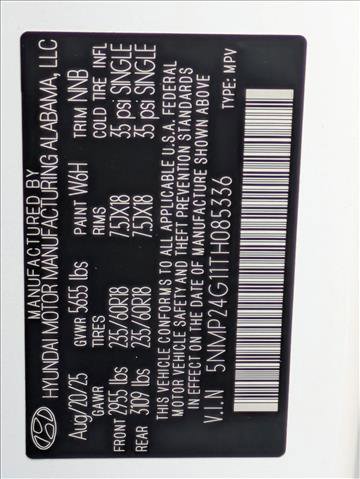 MANUFACTURED BY
HYUNDAI MOTOR MANUFACTURING ALABAMA, LLC
Aug/20/25 GVWR 5655 lbs PAINT W6H TRIM NNB
GAWR TIRES RIMS COLD TIRE INFL
FRONT 2955 lbs 235/60R18 7.5JX18 35 psi SINGLE
REAR 3109 lbs 235/60R18 7.5JX18 35 psi SINGLE
THIS VEHICLE CONFORMS TO ALL APPLICABLE U.S.A. FEDERAL
MOTOR VEHICLE SAFETY AND THEFT PREVENTION STANDARDS
IN EFFECT ON THE DATE OF MANUFACTURE SHOWN ABOVE
V.I.N 5NMP24G11TH085336 TYPE: MPV